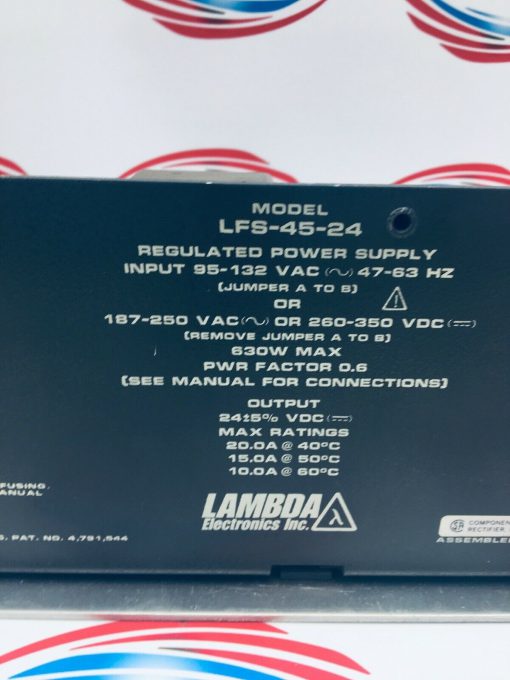 MODEL
LFS-45-24
REGULATED POWER SUPPLY
INPUT 95-132 VAC (~) 47-63 HZ
(JUMPER A TO B)
OR
187-250 VAC(~) OR 260-350 VDC(⎓)
(REMOVE JUMPER A TO B)
630W MAX
PWR FACTOR 0.6
(SEE MANUAL FOR CONNECTIONS)
OUTPUT
24±5% VDC(⎓)
MAX RATINGS
20.0A @ 40°C
15.0A @ 50°C
10.0A @ 60°C
FUSING.
ANUAL
LAMBDA
Electronics Inc.
λ
S. PAT. NO. 4,791,544
COMPONEN
RECTIFIER
ASSEMBLE